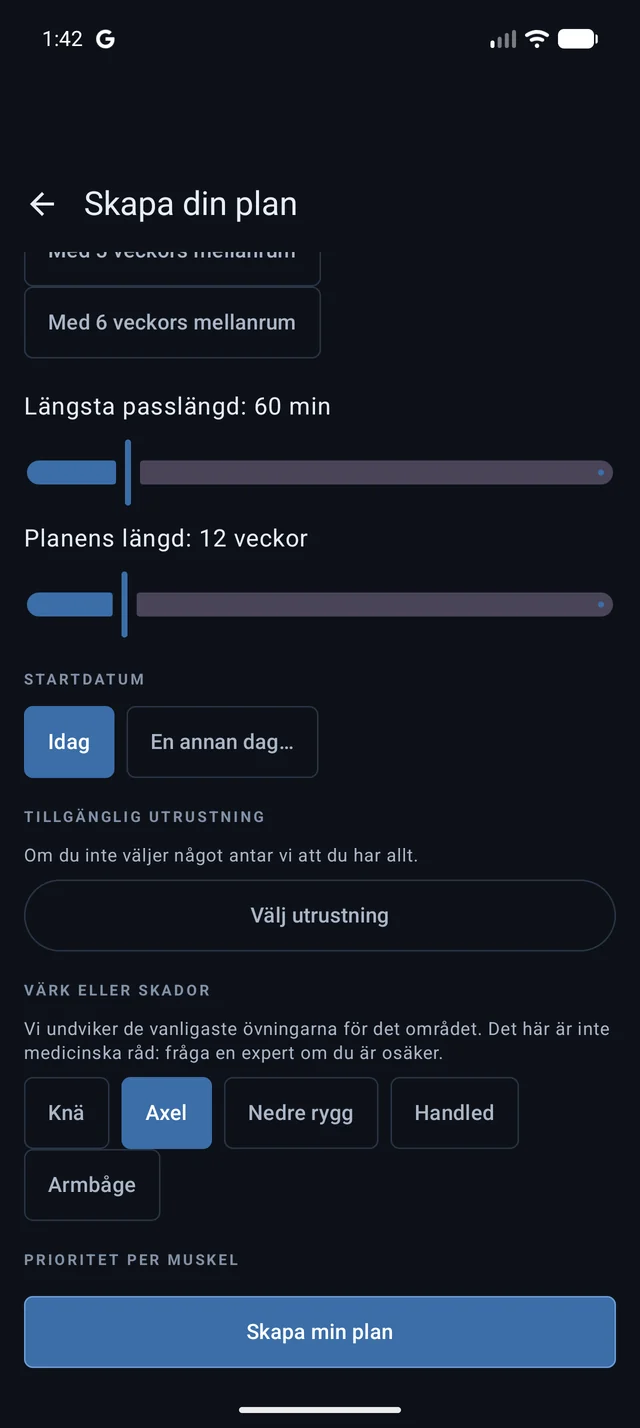 1:42
Skapa din plan
veckors mellanrum
Med 6 veckors mellanrum
Längsta passlängd: 60 min
Planens längd: 12 veckor
STARTDATUM
Idag
En annan dag…
TILLGÄNGLIG UTRUSTNING
Om du inte väljer något antar vi att du har allt.
Välj utrustning
VÄRK ELLER SKADOR
Vi undviker de vanligaste övningarna för det området. Det här är inte
medicinska råd: fråga en expert om du är osäker.
Knä
Axel
Nedre rygg
Handled
Armbåge
PRIORITET PER MUSKEL
Skapa min plan